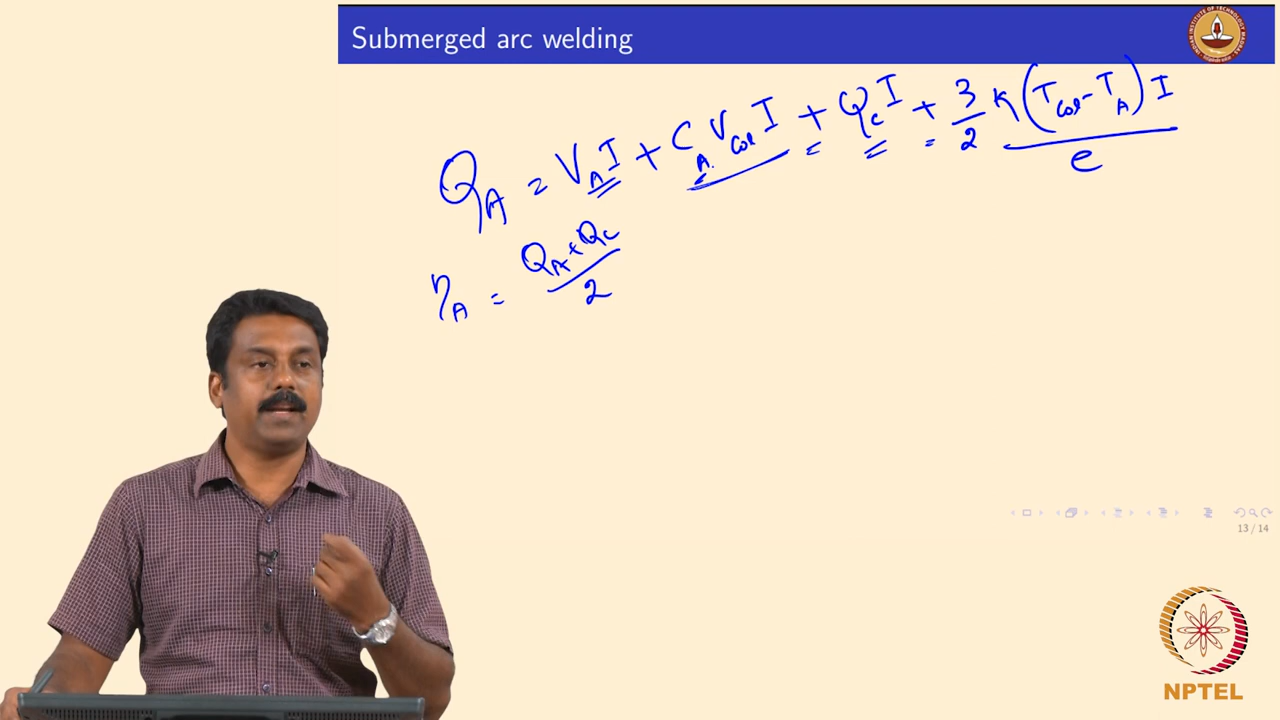 Submerged arc welding
Q_A = V_A I + C_A. V_col I + Q_c I + 3/2 k (T_col - T_A) I / e
η_A = Q_A + Q_c / 2
13 / 14
NPTEL